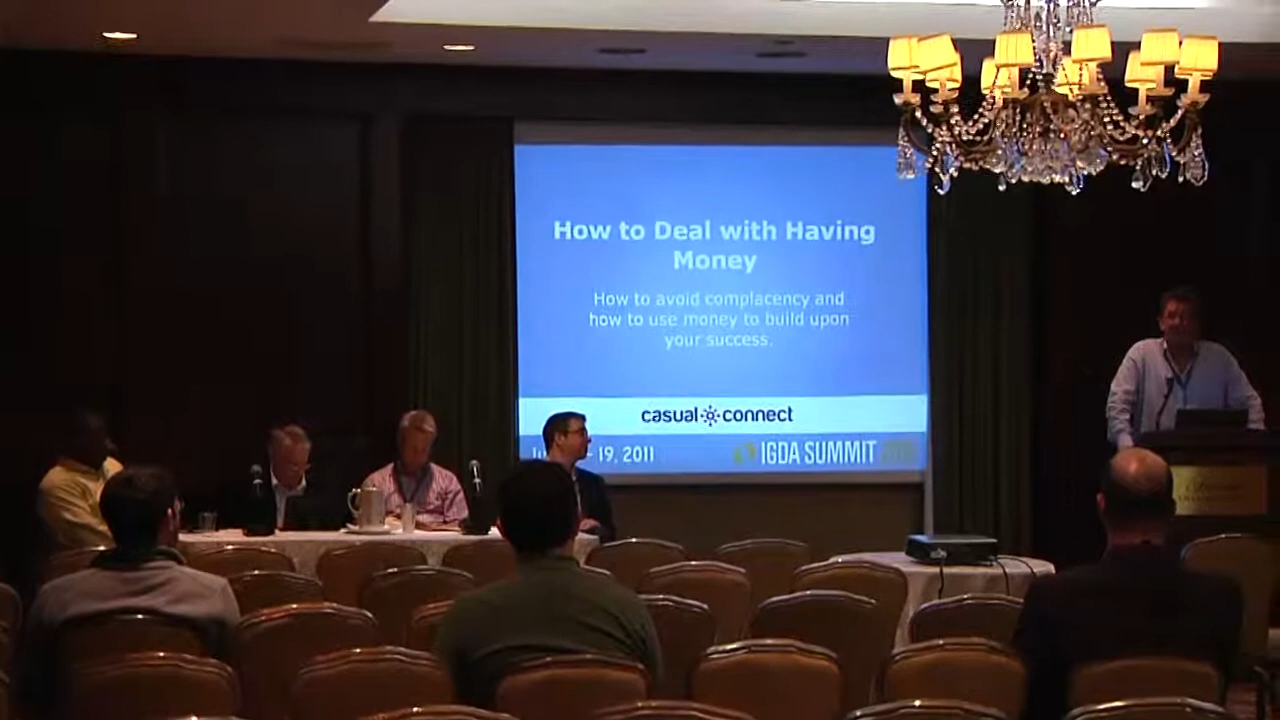 How to Deal with Having
Money
How to avoid complacency and
how to use money to build upon
your success.
casual connect
19, 2011
IGDA SUMMIT